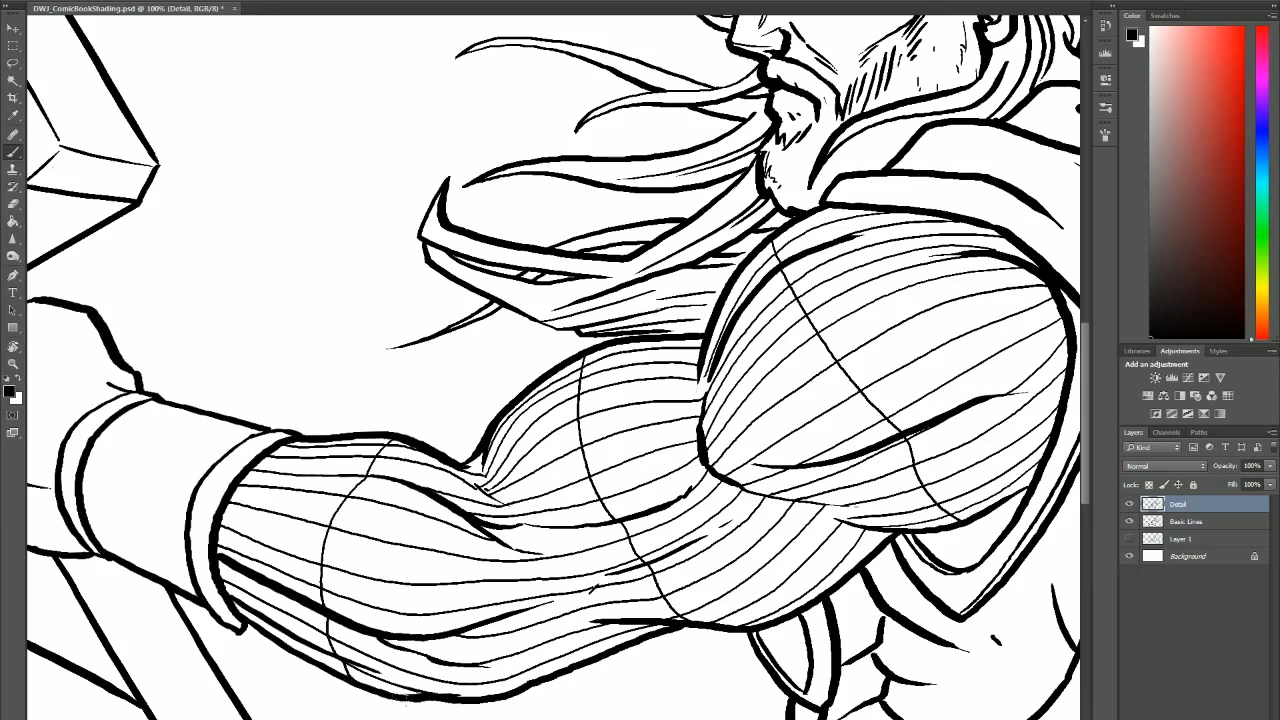 DWJ_ComicBookShading.psd @ 100% (Detail, RGB/8) * ×
Color Swatches
Libraries Adjustments Styles
Add an adjustment
Layers Channels Paths
Kind
Normal Opacity: 100%
Lock: Fill: 100%
Detail
Basic Lines
Layer 1
Background